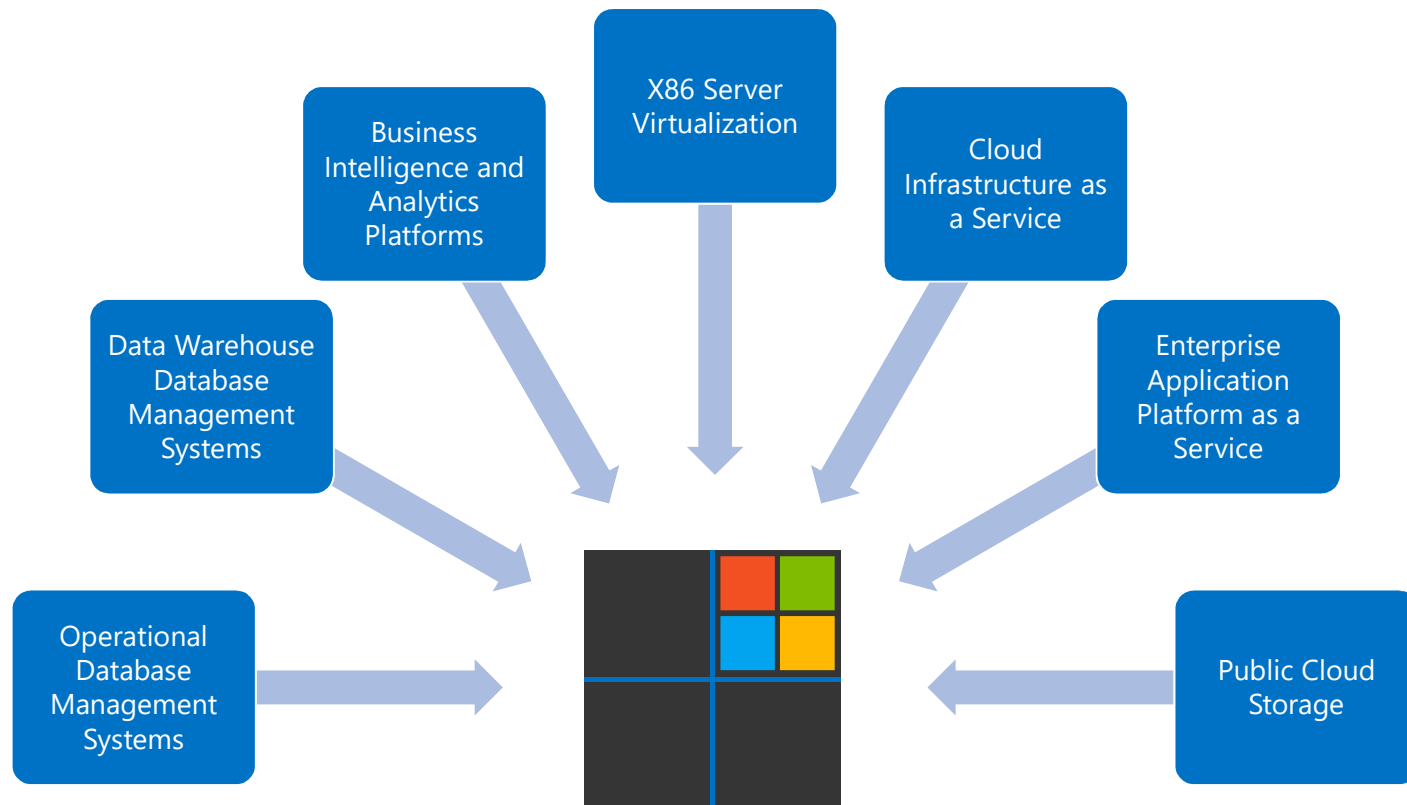 X86 Server
Virtualization
Business
Intelligence and
Analytics
Platforms
Cloud
Infrastructure as
a Service
Data Warehouse
Database
Management
Systems
Enterprise
Application
Platform as a
Service
Operational
Database
Management
Systems
Public Cloud
Storage